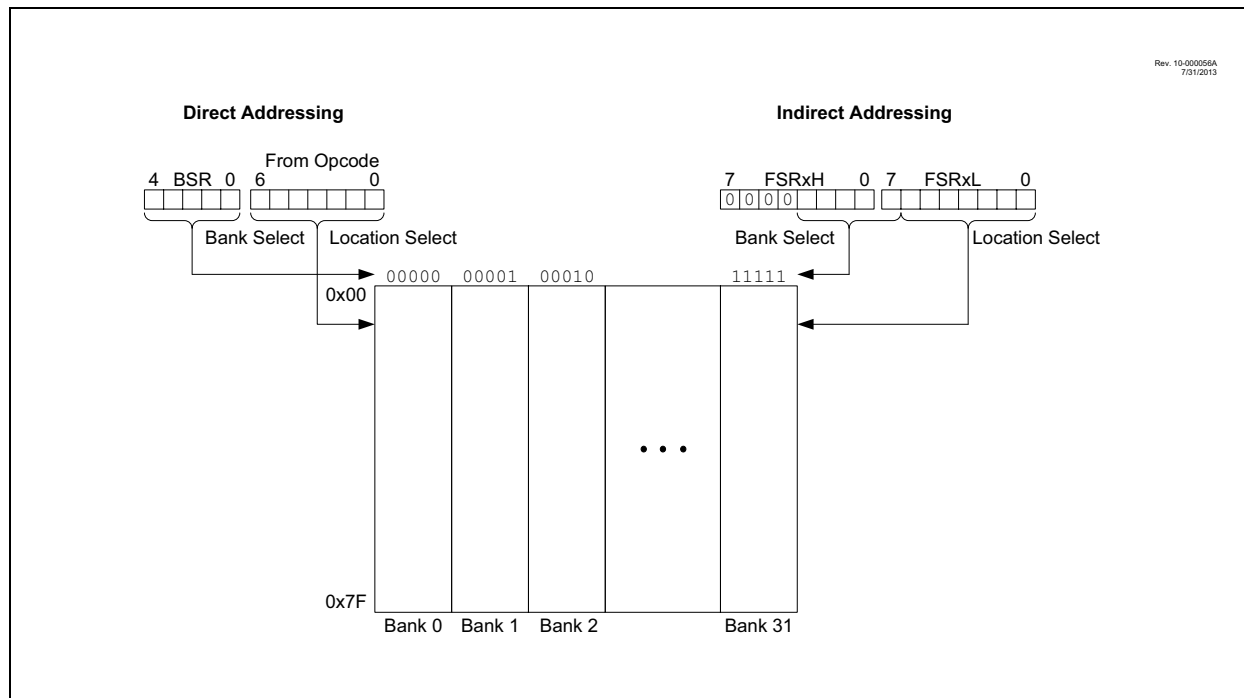 Rev. 10-000056A
7/31/2013
Direct Addressing
Indirect Addressing
From Opcode
4 BSR 0 6 0
7 FSRxH 0 7 FSRxL 0
0 0 0 0
Bank Select Location Select
Bank Select Location Select
00000 00001 00010 11111
0x00
0x7F
Bank 0 Bank 1 Bank 2 Bank 31